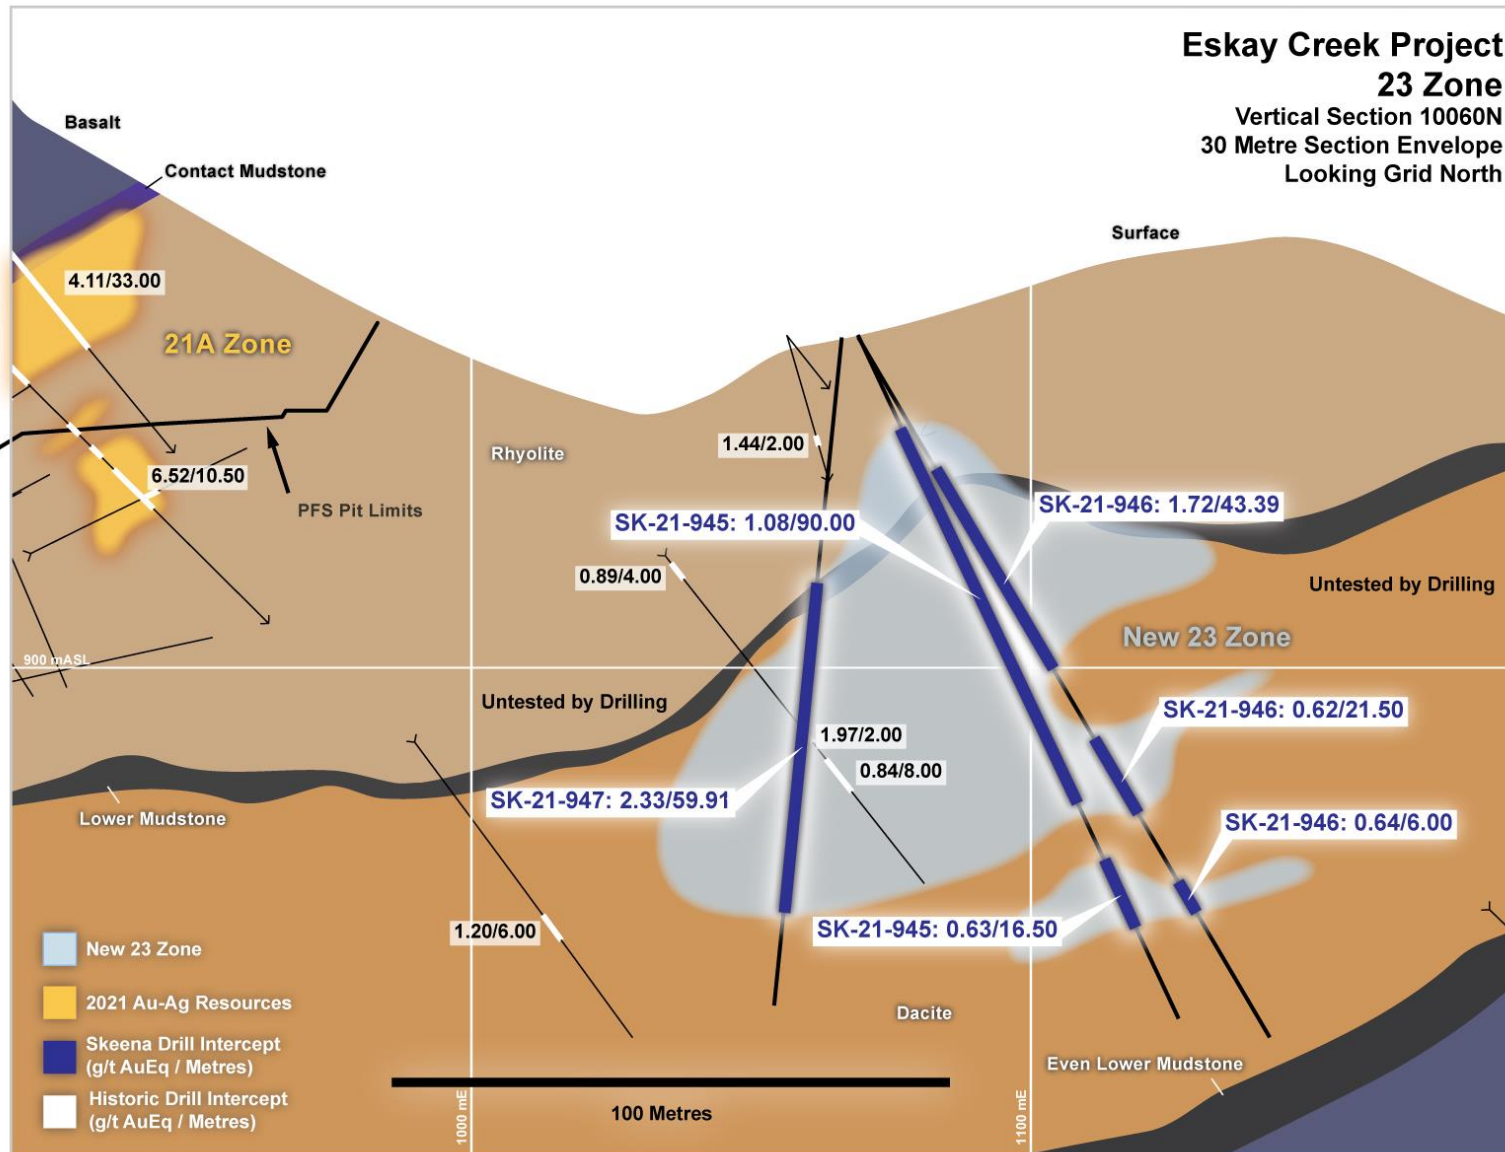 Eskay Creek Project
23 Zone
Vertical Section 10060N
30 Metre Section Envelope
Looking Grid North
Basalt
Contact Mudstone
Surface
4.11/33.00
21A Zone
1.44/2.00
Rhyolite
6.52/10.50
PFS Pit Limits
SK-21-946: 1.72/43.39
SK-21-945: 1.08/90.00
0.89/4.00
Untested by Drilling
New 23 Zone
900 mASL
Untested by Drilling
SK-21-946: 0.62/21.50
1.97/2.00
0.84/8.00
SK-21-947: 2.33/59.91
Lower Mudstone
SK-21-946: 0.64/6.00
1.20/6.00
SK-21-945: 0.63/16.50
New 23 Zone
2021 Au-Ag Resources
Skeena Drill Intercept
(g/t AuEq / Metres)
Historic Drill Intercept
(g/t AuEq / Metres)
Dacite
Even Lower Mudstone
100 Metres
1000 mE
1100 mE